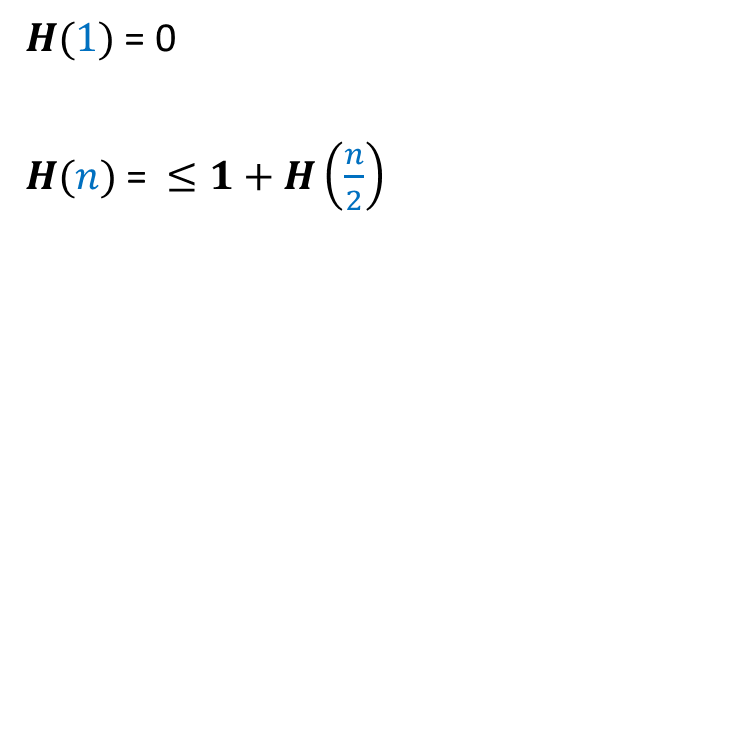 H(1) = 0
H(n) = ≤ 1 + H(n/2)